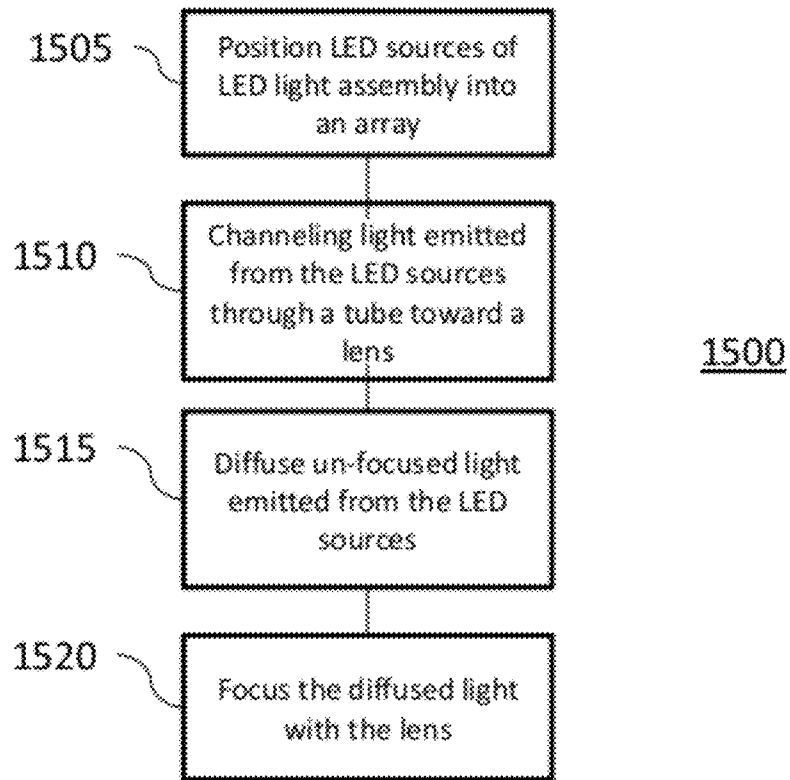 1505
Position LED sources of
LED light assembly into
an array
1510
Channeling light emitted
from the LED sources
through a tube toward a
lens
1500
1515
Diffuse un-focused light
emitted from the LED
sources
1520
Focus the diffused light
with the lens